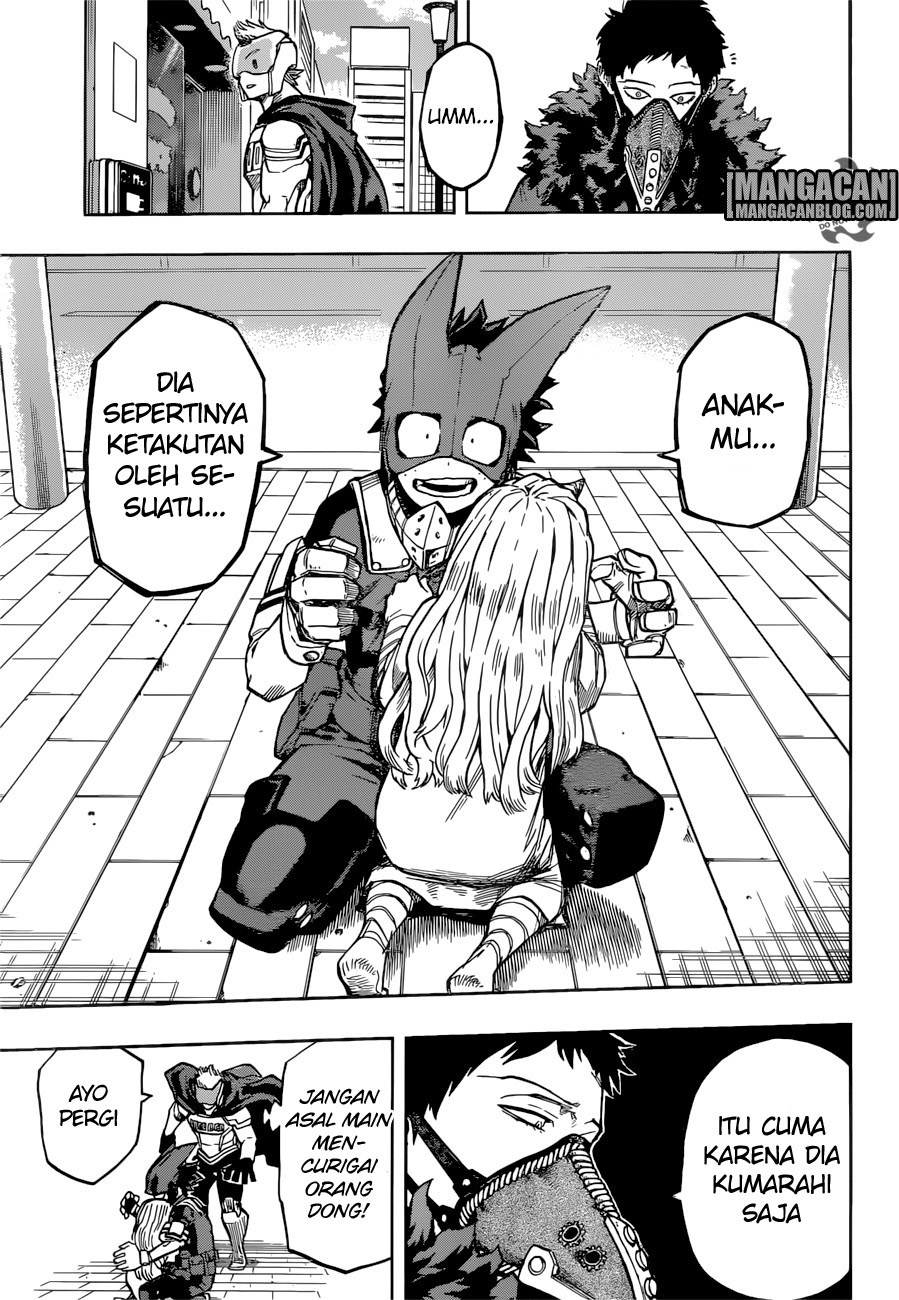 UMM...
[MANGACAN]
MANGACANBLOG.COM
ANAK-
MU...
DIA
SEPERTINYA
KETAKUTAN
OLEH SE-
SUATU...
ITU CUMA
KARENA DIA
KUMARAHI
SAJA
JANGAN
ASAL MAIN
MEN-
CURIGAI
ORANG
DONG!
AYO
PERGI